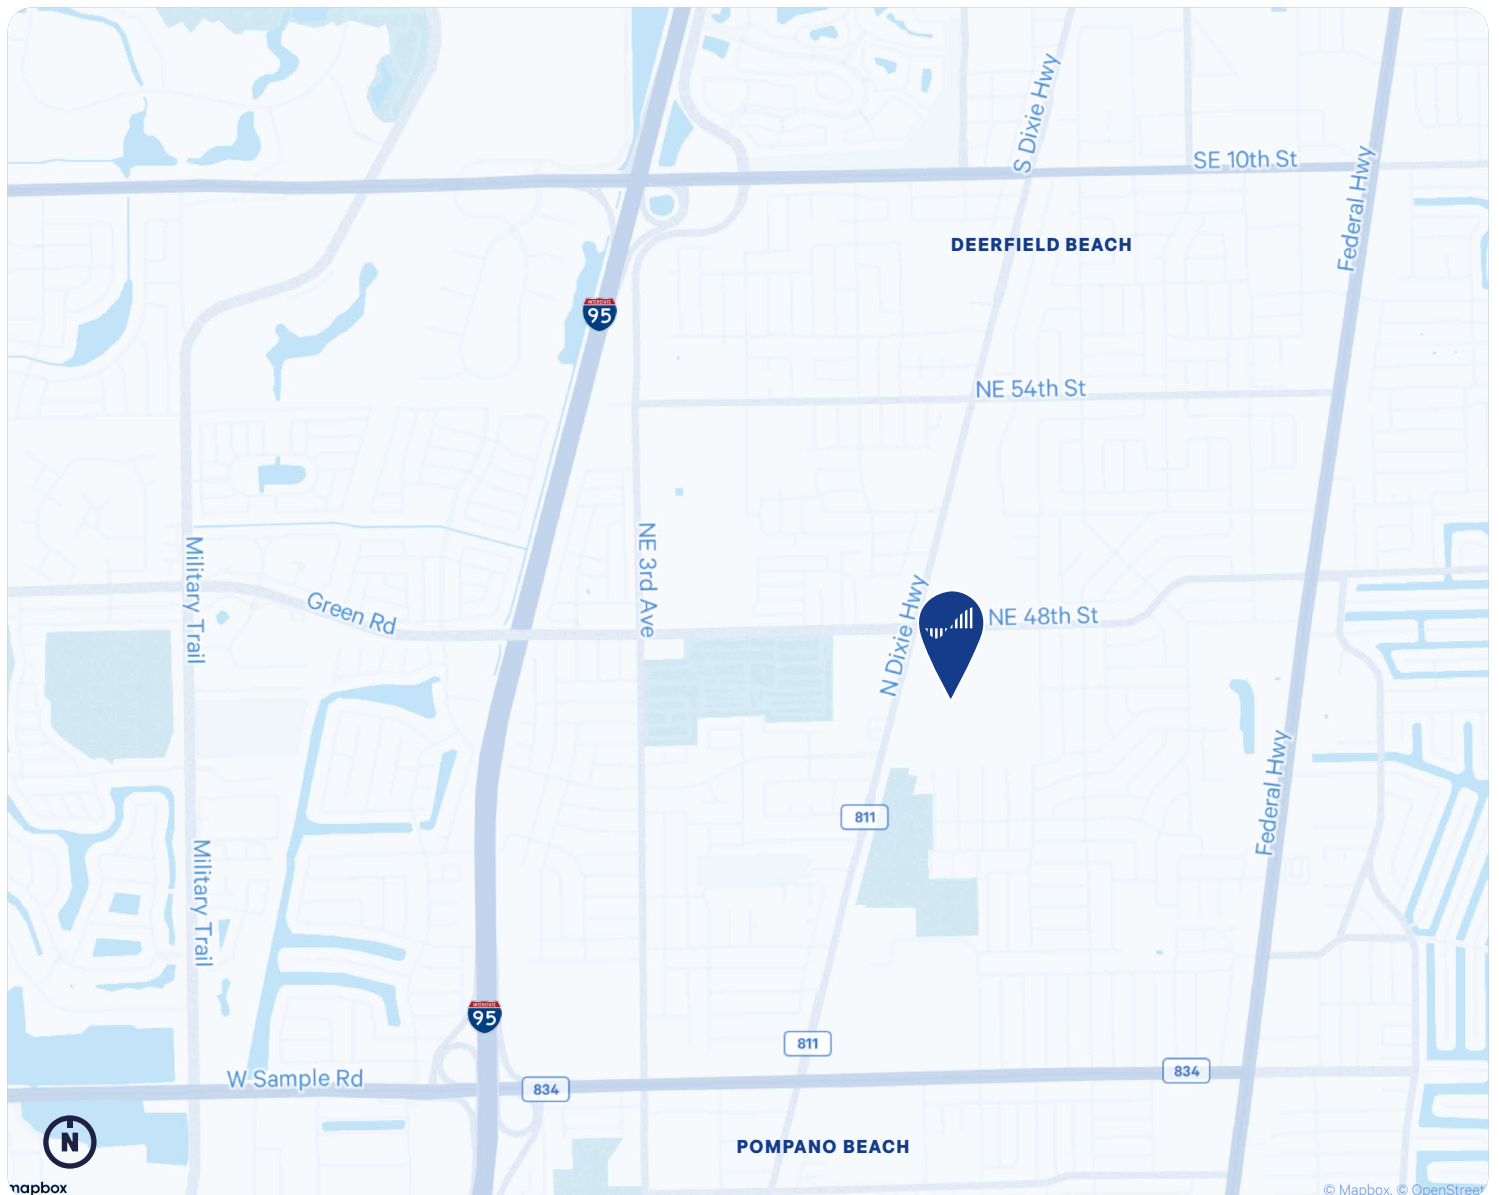 S Dixie Hwy
SE 10th St
Federal Hwy
DEERFIELD BEACH
INTERSTATE
95
NE 54th St
NE 3rd Ave
Military Trail
Green Rd
N Dixie Hwy
NE 48th St
Federal Hwy
811
Military Trail
INTERSTATE
95
811
834
W Sample Rd
834
N
POMPANO BEACH
mapbox
© Mapbox, © OpenStreet